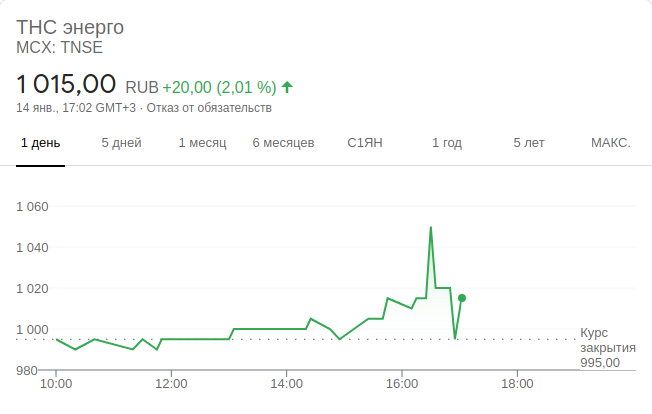 ТНС энерго
MCX: TNSE
1 015,00 RUB +20,00 (2,01 %)
14 янв., 17:02 GMT+3 · Отказ от обязательств
1 день 5 дней 1 месяц 6 месяцев С1ЯН 1 год 5 лет МАКС.
1 060
1 040
1 020
1 000
980
Курс
закрытия
995,00
10:00 12:00 14:00 16:00 18:00